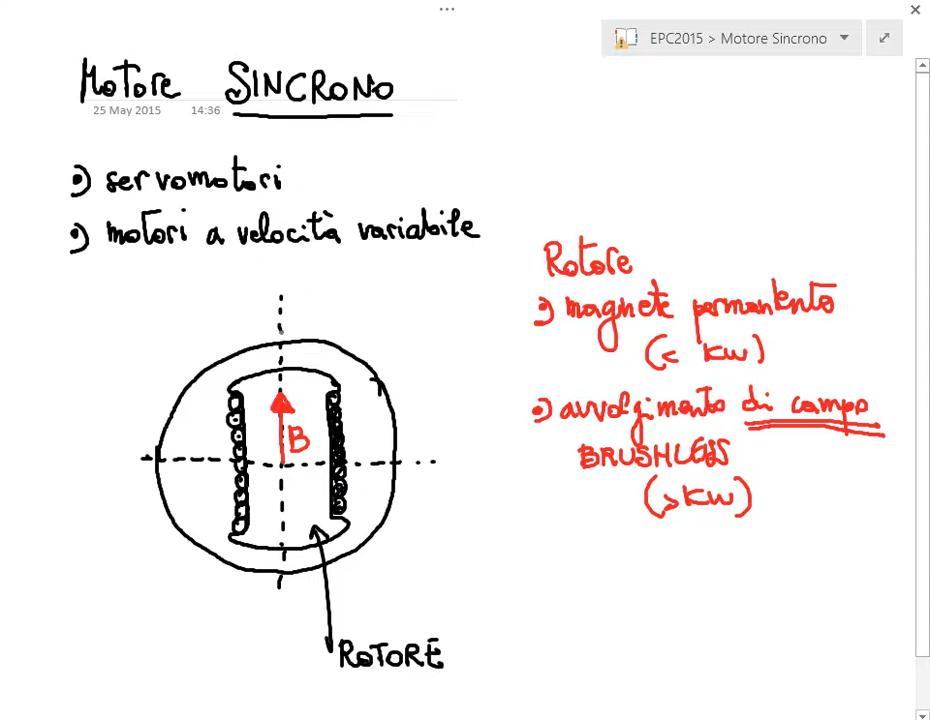 EPC2015 > Motore Sincrono
Motore SINCRONO
25 May 2015 14:36
servomotori
motori a velocità variabile
Rotore
magnete permanento
(< KW)
avvolgimento di campo
BRUSHLESS
(> KW)
B
ROTORE